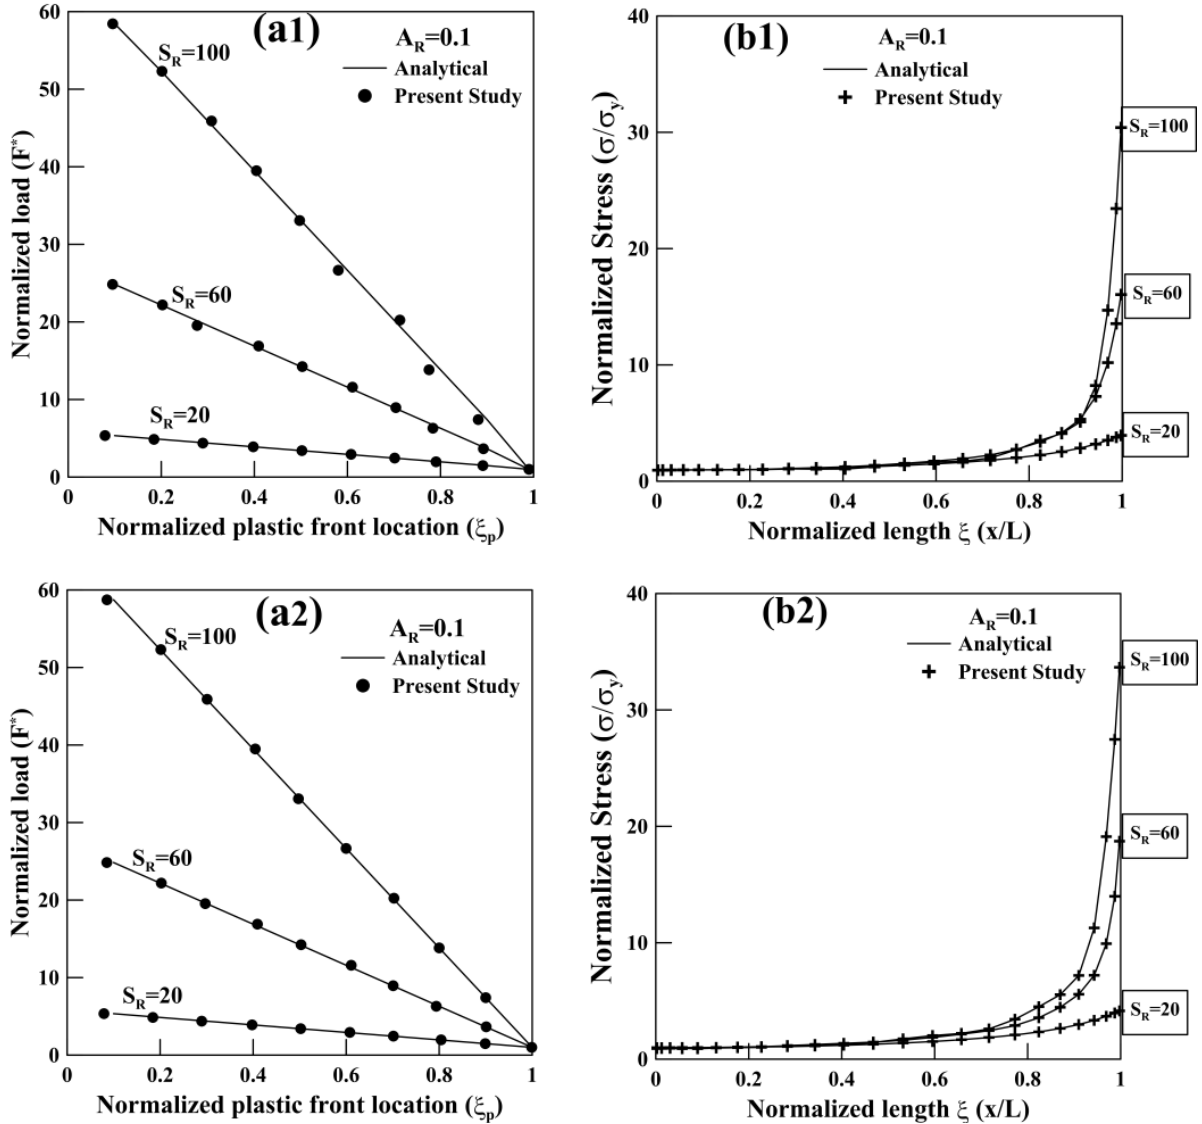 (a1)
A_R=0.1
Analytical
Present Study
S_R=100
S_R=60
S_R=20
60
50
40
30
20
10
0
0 0.2 0.4 0.6 0.8 1
Normalized load (F*)
Normalized plastic front location (ξ_p)
(b1)
A_R=0.1
Analytical
Present Study
S_R=100
S_R=60
S_R=20
40
30
20
10
0
0 0.2 0.4 0.6 0.8 1
Normalized Stress (σ/σ_y)
Normalized length ξ (x/L)
(a2)
A_R=0.1
Analytical
Present Study
S_R=100
S_R=60
S_R=20
60
50
40
30
20
10
0
0 0.2 0.4 0.6 0.8 1
Normalized load (F*)
Normalized plastic front location (ξ_p)
(b2)
A_R=0.1
Analytical
Present Study
S_R=100
S_R=60
S_R=20
40
30
20
10
0
0 0.2 0.4 0.6 0.8 1
Normalized Stress (σ/σ_y)
Normalized length ξ (x/L)